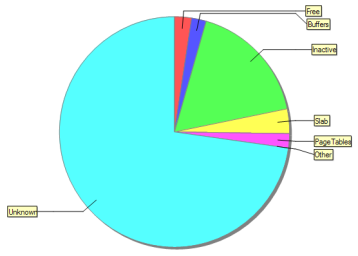 Free
Buffers
Inactive
Slab
PageTables
Other
Unknown